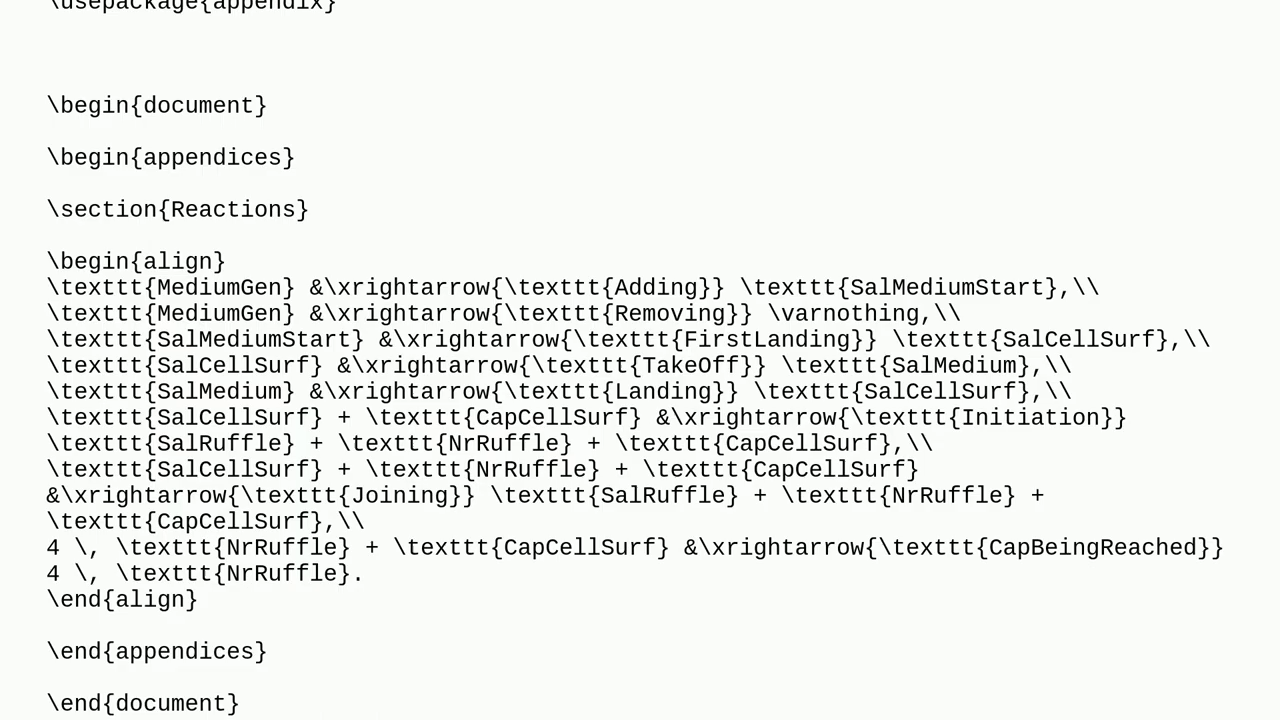 \usepackage{appendix}
\begin{document}
\begin{appendices}
\section{Reactions}
\begin{align}
\texttt{MediumGen} &\xrightarrow{\texttt{Adding}} \texttt{SalMediumStart},\\
\texttt{MediumGen} &\xrightarrow{\texttt{Removing}} \varnothing,\\
\texttt{SalMediumStart} &\xrightarrow{\texttt{FirstLanding}} \texttt{SalCellSurf},\\
\texttt{SalCellSurf} &\xrightarrow{\texttt{TakeOff}} \texttt{SalMedium},\\
\texttt{SalMedium} &\xrightarrow{\texttt{Landing}} \texttt{SalCellSurf},\\
\texttt{SalCellSurf} + \texttt{CapCellSurf} &\xrightarrow{\texttt{Initiation}}
\texttt{SalRuffle} + \texttt{NrRuffle} + \texttt{CapCellSurf},\\
\texttt{SalCellSurf} + \texttt{NrRuffle} + \texttt{CapCellSurf}
&\xrightarrow{\texttt{Joining}} \texttt{SalRuffle} + \texttt{NrRuffle} +
\texttt{CapCellSurf},\\
4 \, \texttt{NrRuffle} + \texttt{CapCellSurf} &\xrightarrow{\texttt{CapBeingReached}}
4 \, \texttt{NrRuffle}.
\end{align}
\end{appendices}
\end{document}